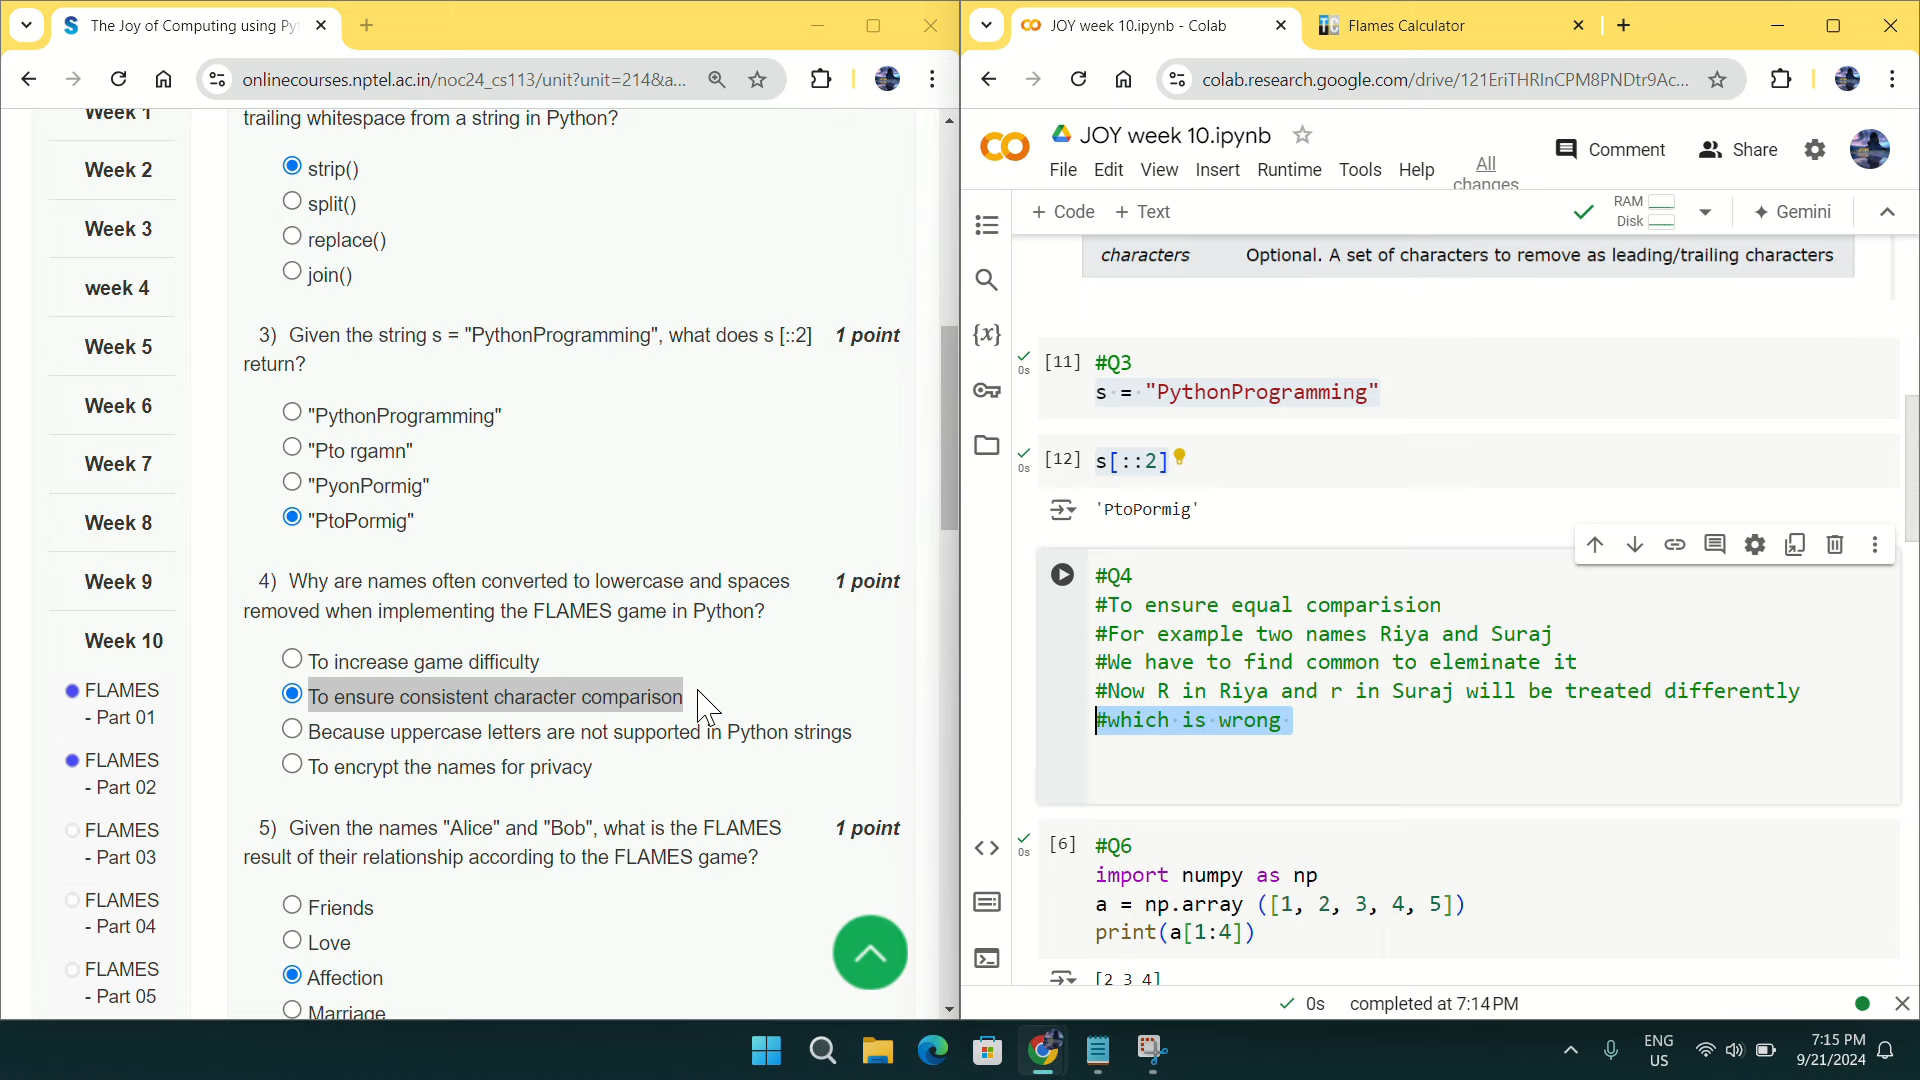 The Joy of Computing using Py
onlinecourses.nptel.ac.in/noc24_cs113/unit?unit=214&a...
Week 1
Week 2
Week 3
week 4
Week 5
Week 6
Week 7
Week 8
Week 9
Week 10
FLAMES
- Part 01
FLAMES
- Part 02
FLAMES
- Part 03
FLAMES
- Part 04
FLAMES
- Part 05
trailing whitespace from a string in Python?
strip()
split()
replace()
join()
3) Given the string s = "PythonProgramming", what does s [::2] 1 point
return?
"PythonProgramming"
"Pto rgamn"
"PyonPormig"
"PtoPormig"
4) Why are names often converted to lowercase and spaces 1 point
removed when implementing the FLAMES game in Python?
To increase game difficulty
To ensure consistent character comparison
Because uppercase letters are not supported in Python strings
To encrypt the names for privacy
5) Given the names "Alice" and "Bob", what is the FLAMES 1 point
result of their relationship according to the FLAMES game?
Friends
Love
Affection
Marriage
JOY week 10.ipynb - Colab
Flames Calculator
colab.research.google.com/drive/121EriTHRInCPM8PNDtr9Ac...
JOY week 10.ipynb
Comment
Share
File Edit View Insert Runtime Tools Help All
changes
+ Code + Text
RAM
Disk
Gemini
characters Optional. A set of characters to remove as leading/trailing characters
0s
[11] #Q3
s = "PythonProgramming"
0s
[12] s[::2]
'PtoPormig'
#Q4
#To ensure equal comparision
#For example two names Riya and Suraj
#We have to find common to eleminate it
#Now R in Riya and r in Suraj will be treated differently
#which is wrong
0s
[6] #Q6
import numpy as np
a = np.array ([1, 2, 3, 4, 5])
print(a[1:4])
[2 3 4]
0s completed at 7:14 PM
ENG
US
7:15 PM
9/21/2024